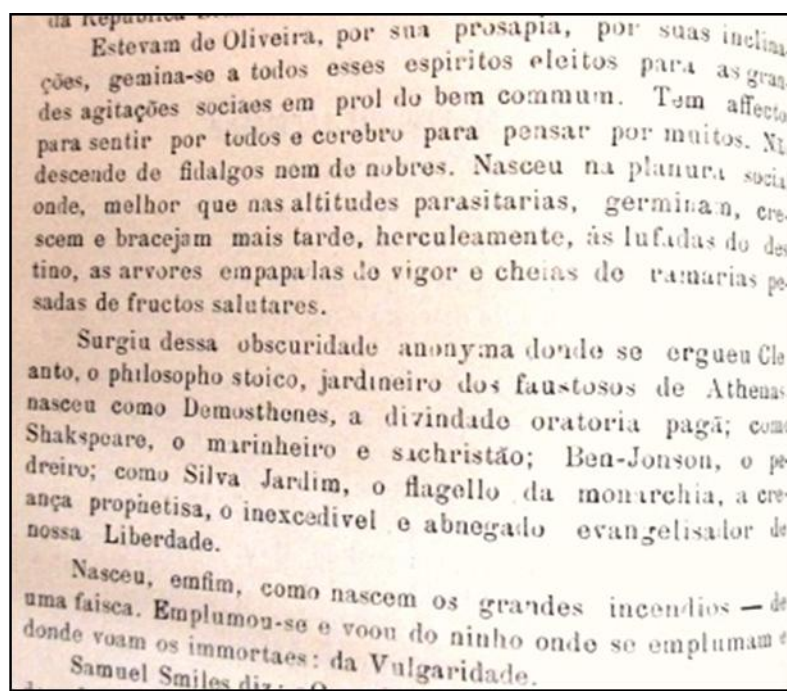 da Republica
Estevam de Oliveira, por sua prosapia, por suas inclina
ções, gemina-se a todos esses espiritos eleitos para as gran-
des agitações sociaes em prol do bem commum. Tem affecto
para sentir por todos e cerebro para pensar por muitos. Não
descende de fidalgos nem de nobres. Nasceu na planura socia
onde, melhor que nas altitudes parasitarias, germinam, cre-
scem e bracejam mais tarde, herculeamente, ás lufadas do des
tino, as arvores empapadas de vigor e cheias de ramarias pe-
sadas de fructos salutares.
Surgiu dessa obscuridade anonyma donde se ergueu Cle
anto, o philosopho stoico, jardineiro dos faustosos de Athenas
nasceu como Demosthenes, a divindade oratoria pagã; como
Shakspeare, o marinheiro e sachristão; Ben-Jonson, o pe-
dreiro; como Silva Jardim, o flagello da monarchia, a cre-
ança prophetisa, o inexcedivel e abnegado evangelisador de
nossa Liberdade.
Nasceu, emfim, como nascem os grandes incendios — de
uma faisca. Emplumou-se e voou do ninho onde se emplumam e
donde voam os immortaes: da Vulgaridade.
Samuel Smiles diz: